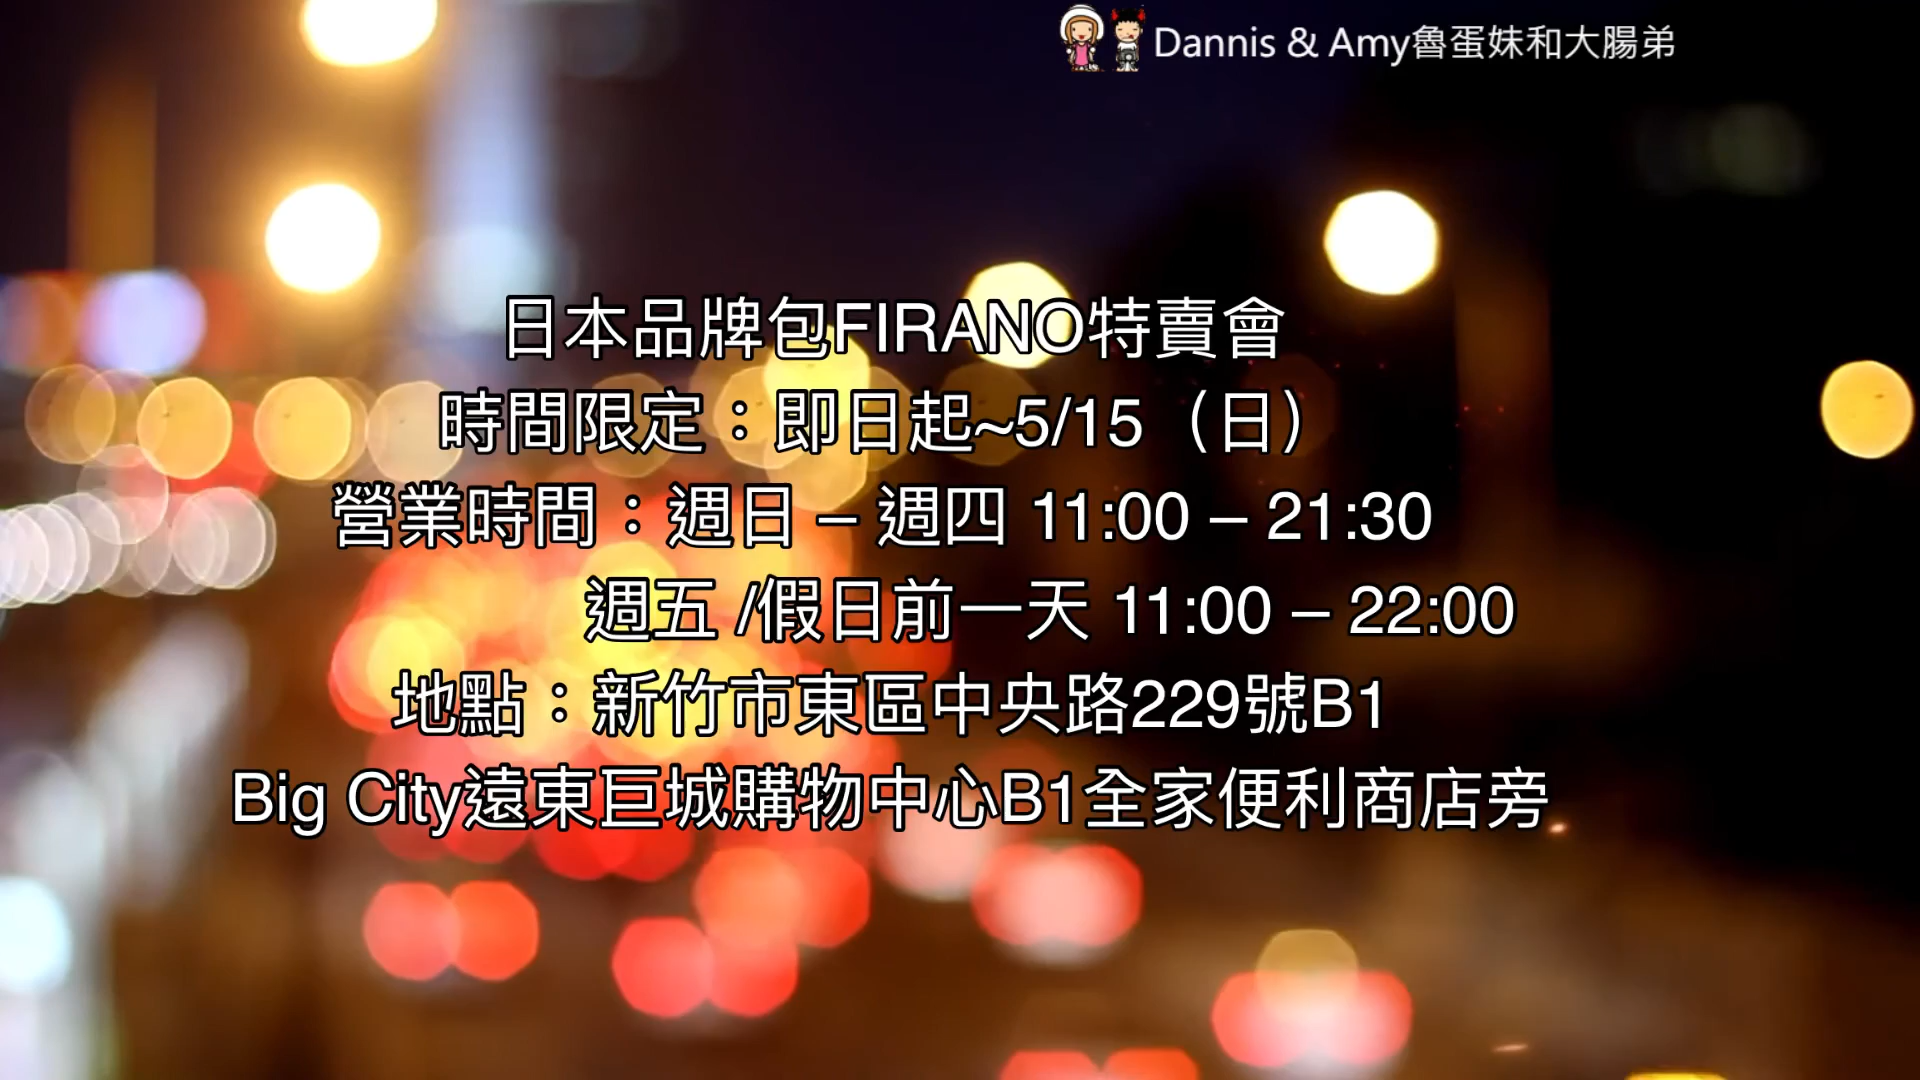 Dannis & Amy魯蛋妹和大腸弟
日本品牌包FIRANO特賣會
時間限定：即日起~5/15（日）
營業時間：週日 – 週四 11:00 – 21:30
週五 /假日前一天 11:00 – 22:00
地點：新竹市東區中央路229號B1
Big City遠東巨城購物中心B1全家便利商店旁